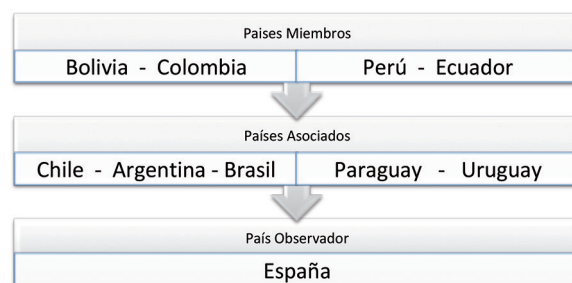 Paises Miembros
Bolivia - Colombia Perú - Ecuador
Países Asociados
Chile - Argentina - Brasil Paraguay - Uruguay
País Observador
España